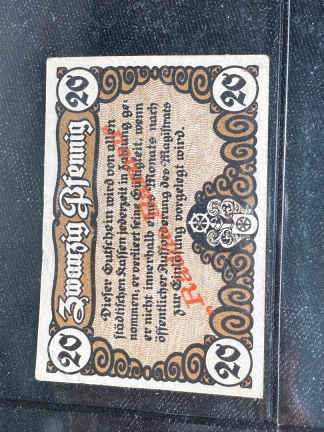 20 Zwanzig Pfennig 20
Dieser Gutschein wird von allen
städtischen Kassen jederzeit in Zahlung ge-
nommen; er verliert seine Gültigkeit, wenn
er nicht innerhalb eines Monats nach
öffentlicher Aufforderung des Magistrats
zur Einlösung vorgelegt wird.
20 20